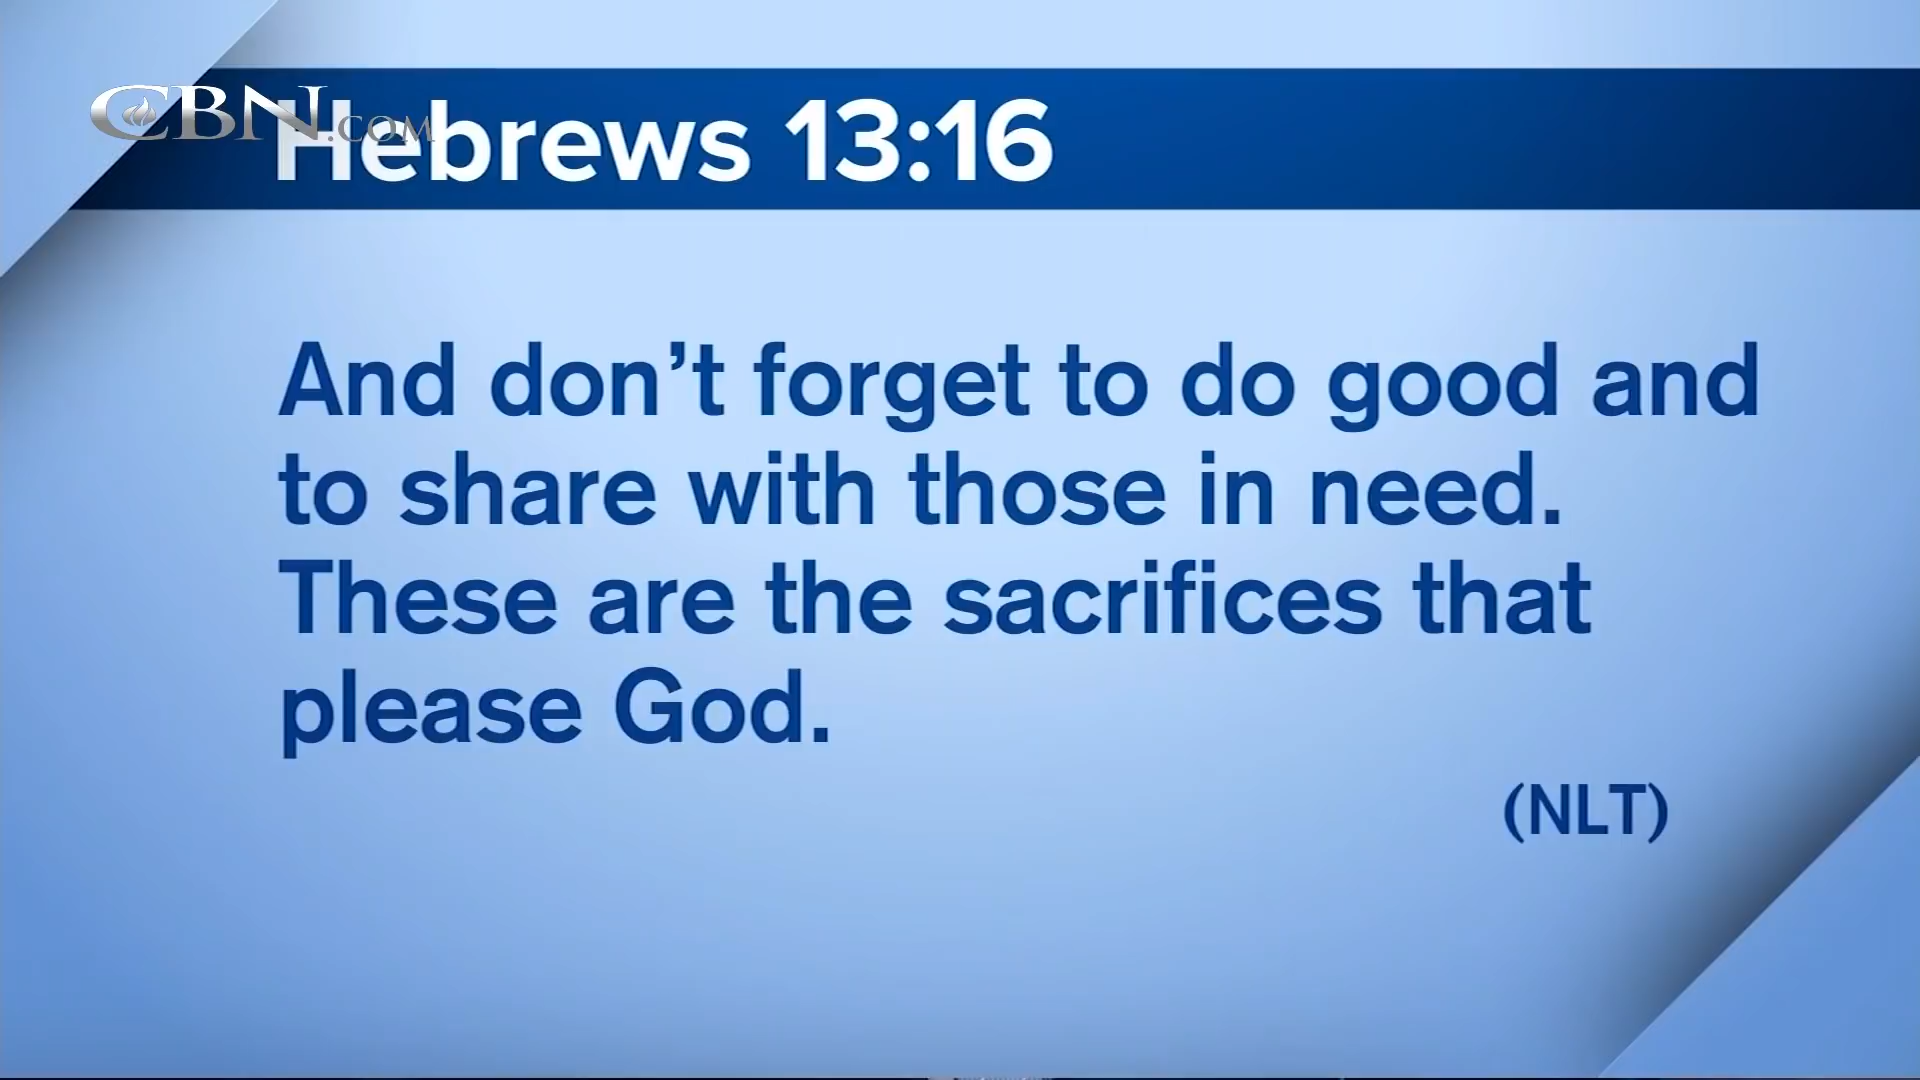 CBN.COM
Hebrews 13:16
And don’t forget to do good and
to share with those in need.
These are the sacrifices that
please God.
(NLT)